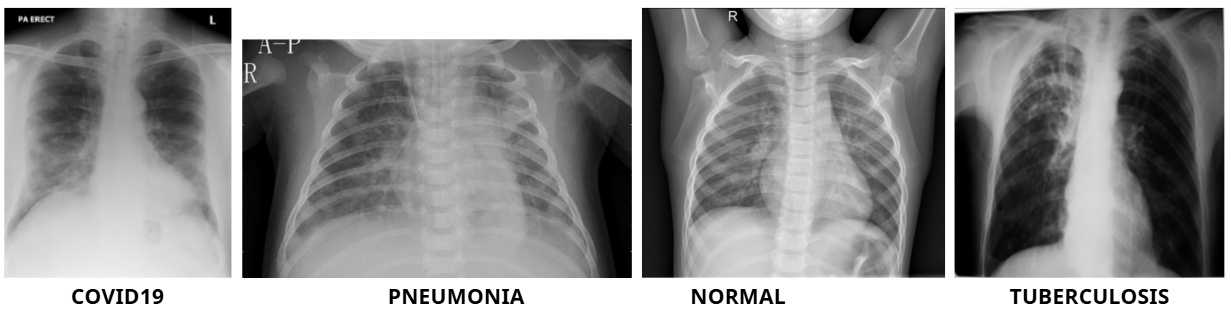 PA ERECT
L
A-P
R
R
COVID19
PNEUMONIA
NORMAL
TUBERCULOSIS